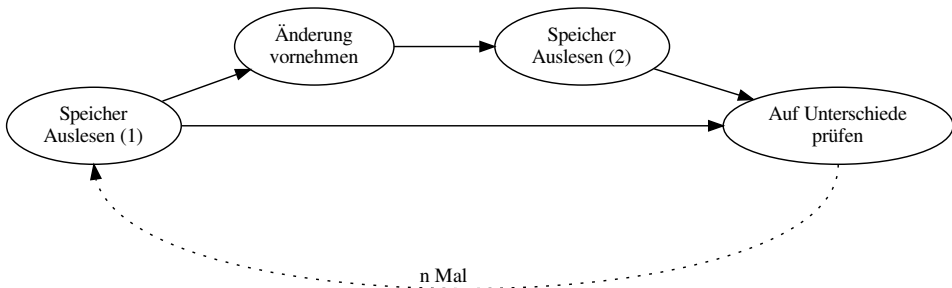 Änderung
vornehmen
Speicher
Auslesen (2)
Speicher
Auslesen (1)
Auf Unterschiede
prüfen
n Mal